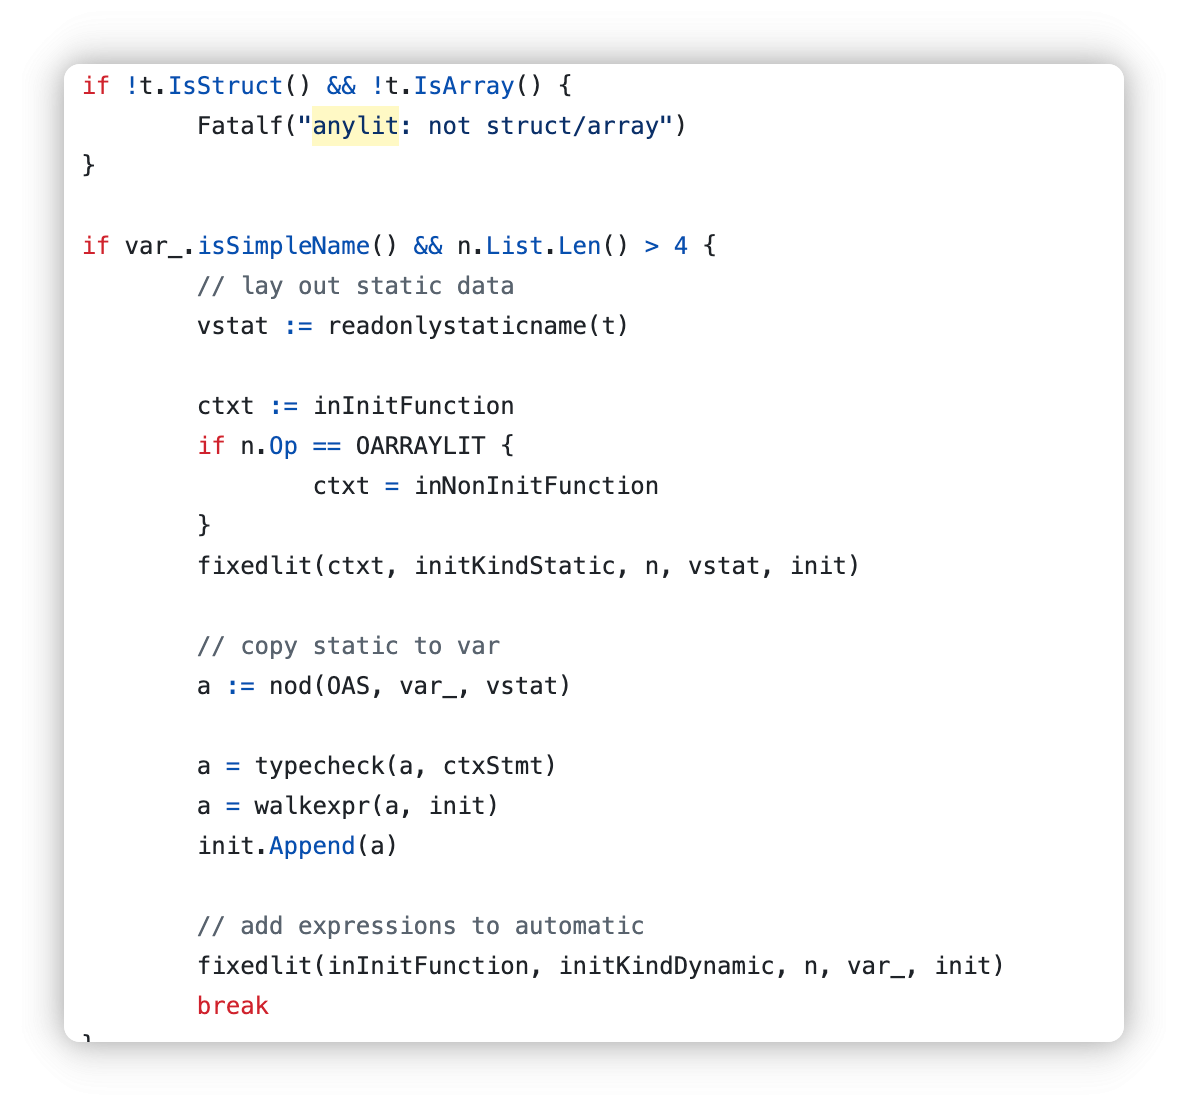 if !t.IsStruct() && !t.IsArray() {
        Fatalf("anylit: not struct/array")
}

if var_.isSimpleName() && n.List.Len() > 4 {
        // lay out static data
        vstat := readonlystaticname(t)

        ctxt := inInitFunction
        if n.Op == OARRAYLIT {
                ctxt = inNonInitFunction
        }
        fixedlit(ctxt, initKindStatic, n, vstat, init)

        // copy static to var
        a := nod(OAS, var_, vstat)

        a = typecheck(a, ctxStmt)
        a = walkexpr(a, init)
        init.Append(a)

        // add expressions to automatic
        fixedlit(inInitFunction, initKindDynamic, n, var_, init)
        break
}